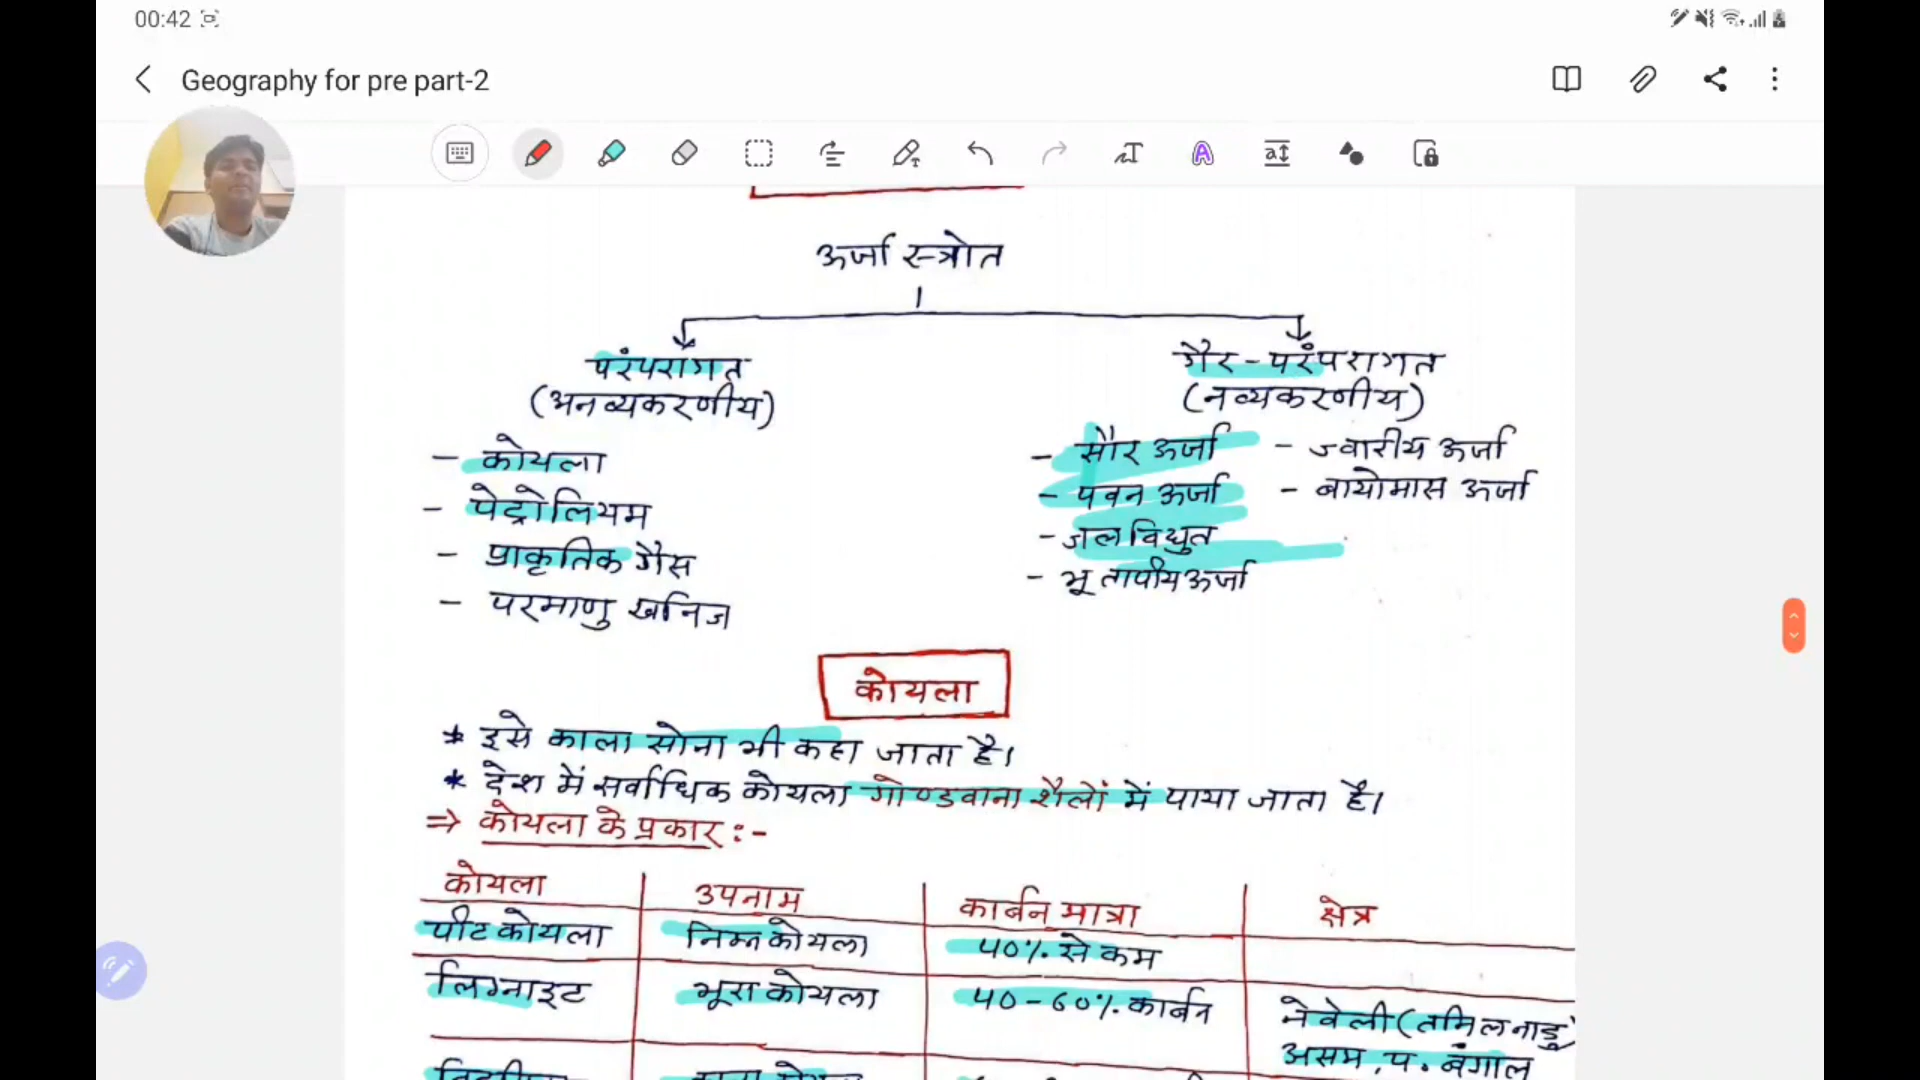 00:42
Geography for pre part-2
ऊर्जा स्त्रोत
परंपरागत
(अनव्यकरणीय)
- कोयला
- पेट्रोलियम
- प्राकृतिक गैस
- परमाणु खनिज
गैर-परंपरागत
(नव्यकरणीय)
- सौर ऊर्जा - ज्वारीय ऊर्जा
- पवन ऊर्जा - बायोमास ऊर्जा
- जल विधुत
- भू तापीय ऊर्जा
कोयला
* इसे काला सोना भी कहा जाता है।
* देश में सर्वाधिक कोयला गोण्डवाना शैलों में पाया जाता है।
⇒ कोयला के प्रकार :-
कोयला उपनाम कार्बन मात्रा क्षेत्र
पीट कोयला निम्न कोयला 40% से कम
लिग्नाइट भूरा कोयला 40-60% कार्बन नेवेली (तमिलनाडु)
असम, प. बंगाल